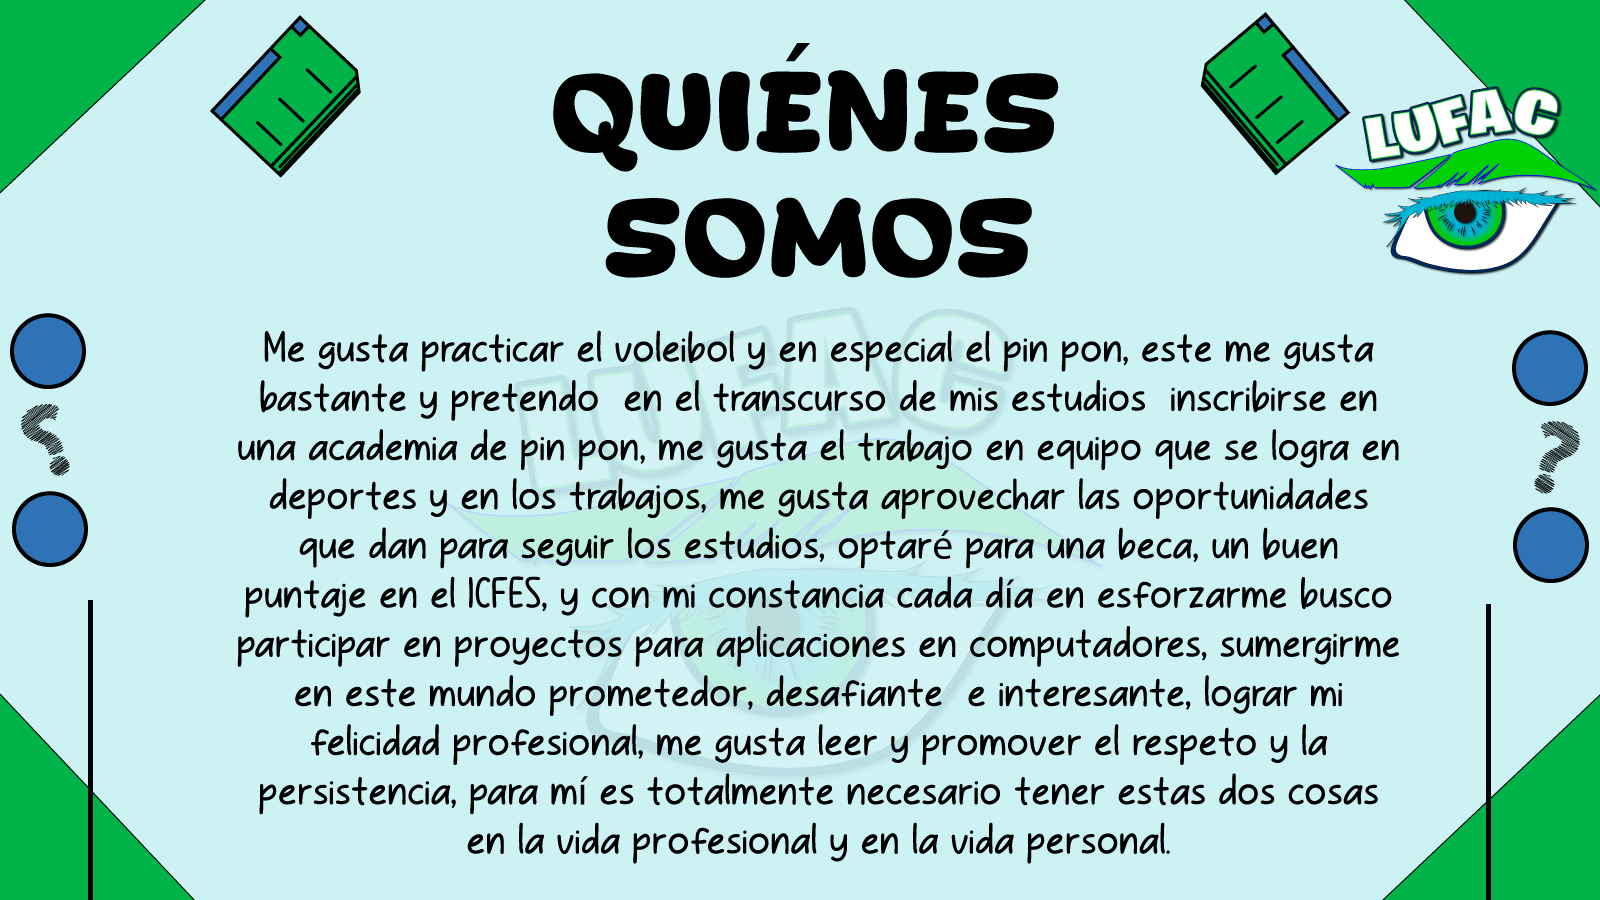 QUIÉNES
SOMOS
LUFAC
Me gusta practicar el voleibol y en especial el pin pon, este me gusta
bastante y pretendo en el transcurso de mis estudios inscribirse en
una academia de pin pon, me gusta el trabajo en equipo que se logra en
deportes y en los trabajos, me gusta aprovechar las oportunidades
que dan para seguir los estudios, optaré para una beca, un buen
puntaje en el ICFES, y con mi constancia cada día en esforzarme busco
participar en proyectos para aplicaciones en computadores, sumergirme
en este mundo prometedor, desafiante e interesante, lograr mi
felicidad profesional, me gusta leer y promover el respeto y la
persistencia, para mí es totalmente necesario tener estas dos cosas
en la vida profesional y en la vida personal.
LUFAC
?
?